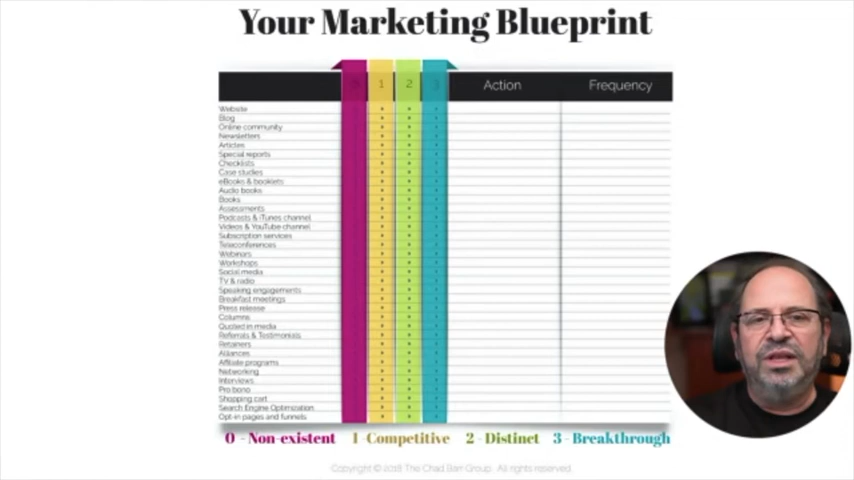 Your Marketing Blueprint
1 2 3 Action Frequency
Website
Blog
Online community
Newsletters
Articles
Special reports
Checklists
Case studies
eBooks & booklets
Audio books
Books
Assessments
Podcasts & iTunes channel
Videos & YouTube channel
Subscription services
Teleconferences
Webinars
Workshops
Social media
TV & radio
Speaking engagements
Breakfast meetings
Press release
Columns
Quoted in media
Referrals & Testimonials
Retainers
Alliances
Affiliate programs
Networking
Interviews
Pro bono
Shopping cart
Search Engine Optimization
Opt-in pages and funnels
0 - Non-existent 1 -Competitive 2 - Distinct 3 - Breakthrough
Copyright © 2018 The Chad Barr Group. All rights reserved.